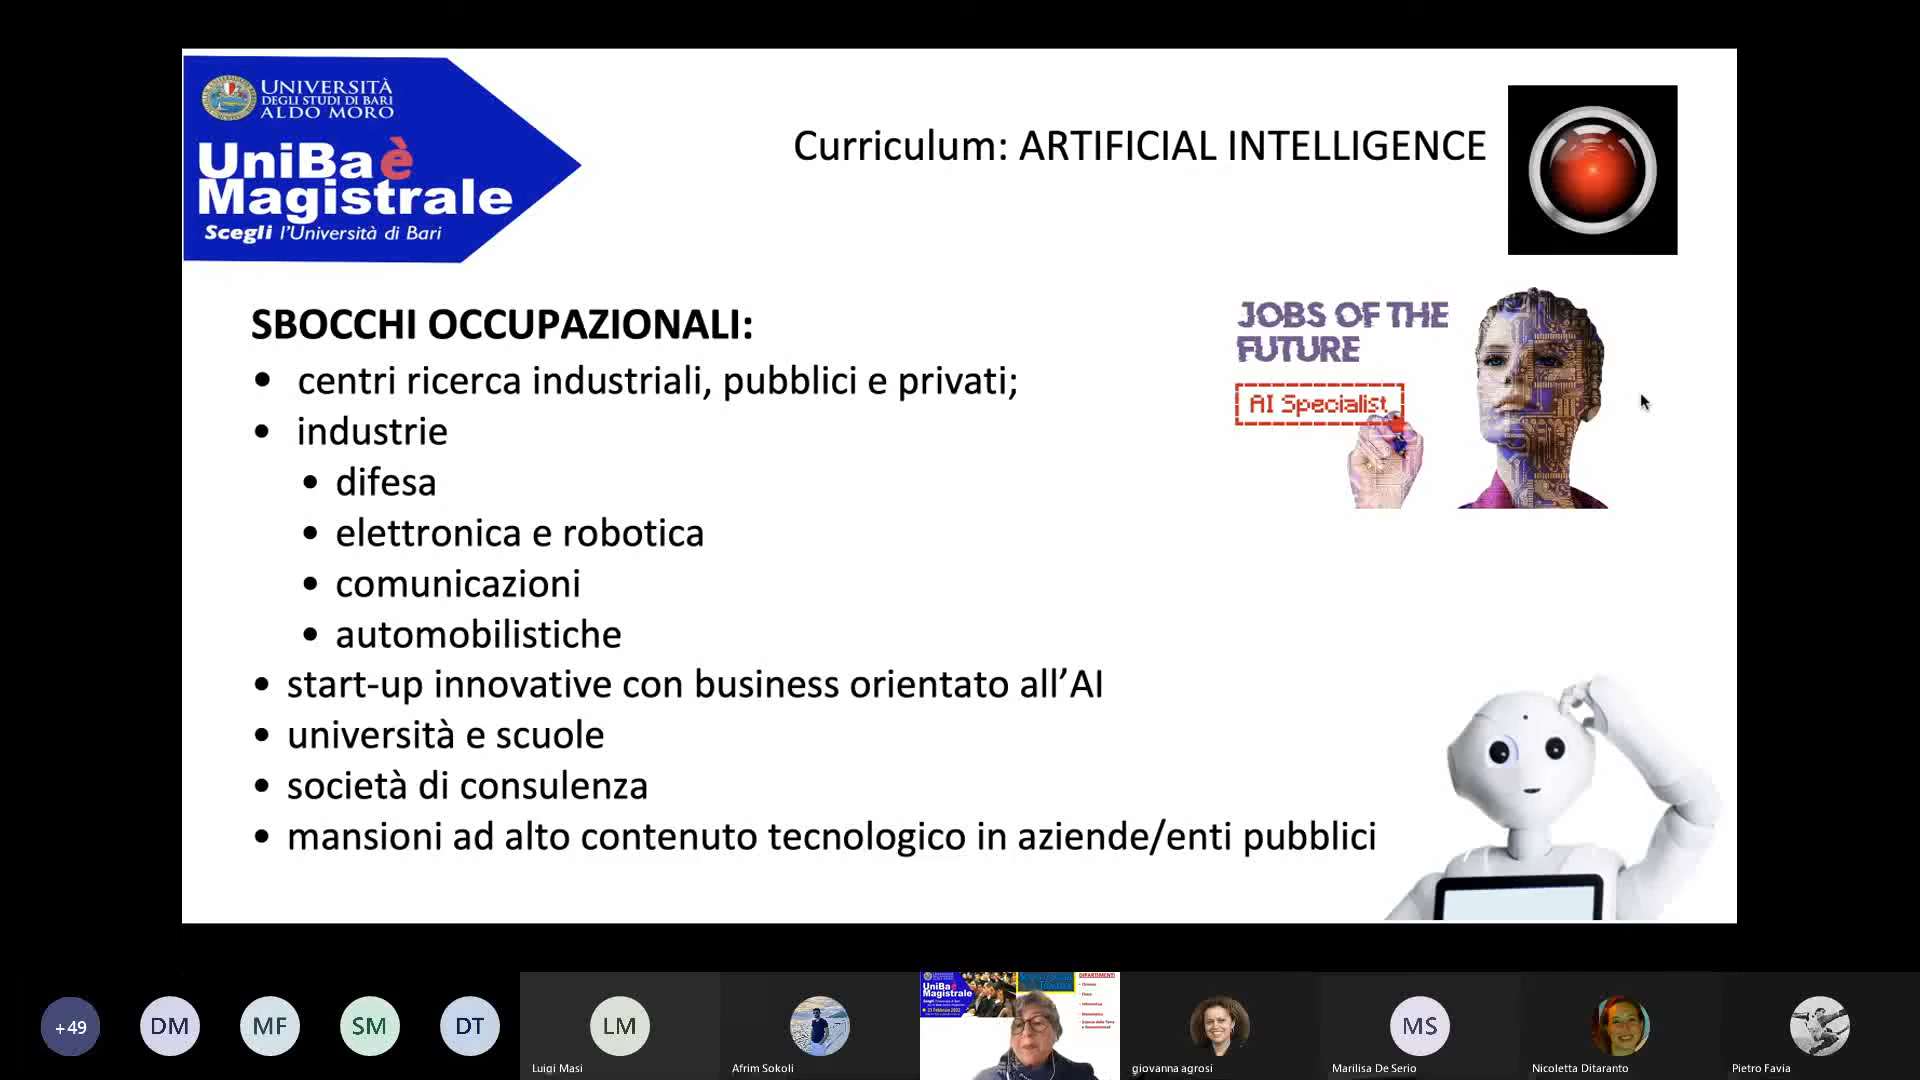 UNIVERSITÀ
DEGLI STUDI DI BARI
ALDO MORO
UniBa è
Magistrale
Scegli l'Università di Bari
Curriculum: ARTIFICIAL INTELLIGENCE
SBOCCHI OCCUPAZIONALI:
• centri ricerca industriali, pubblici e privati;
• industrie
• difesa
• elettronica e robotica
• comunicazioni
• automobilistiche
• start-up innovative con business orientato all’AI
• università e scuole
• società di consulenza
• mansioni ad alto contenuto tecnologico in aziende/enti pubblici
JOBS OF THE
FUTURE
AI Specialist
+49
DM
MF
SM
DT
LM
Luigi Masi
Afrim Sokoli
UniBa è
Magistrale
DIPARTIMENTI
giovanna agrosi
MS
Marilisa De Serio
Nicoletta Ditaranto
Pietro Favia